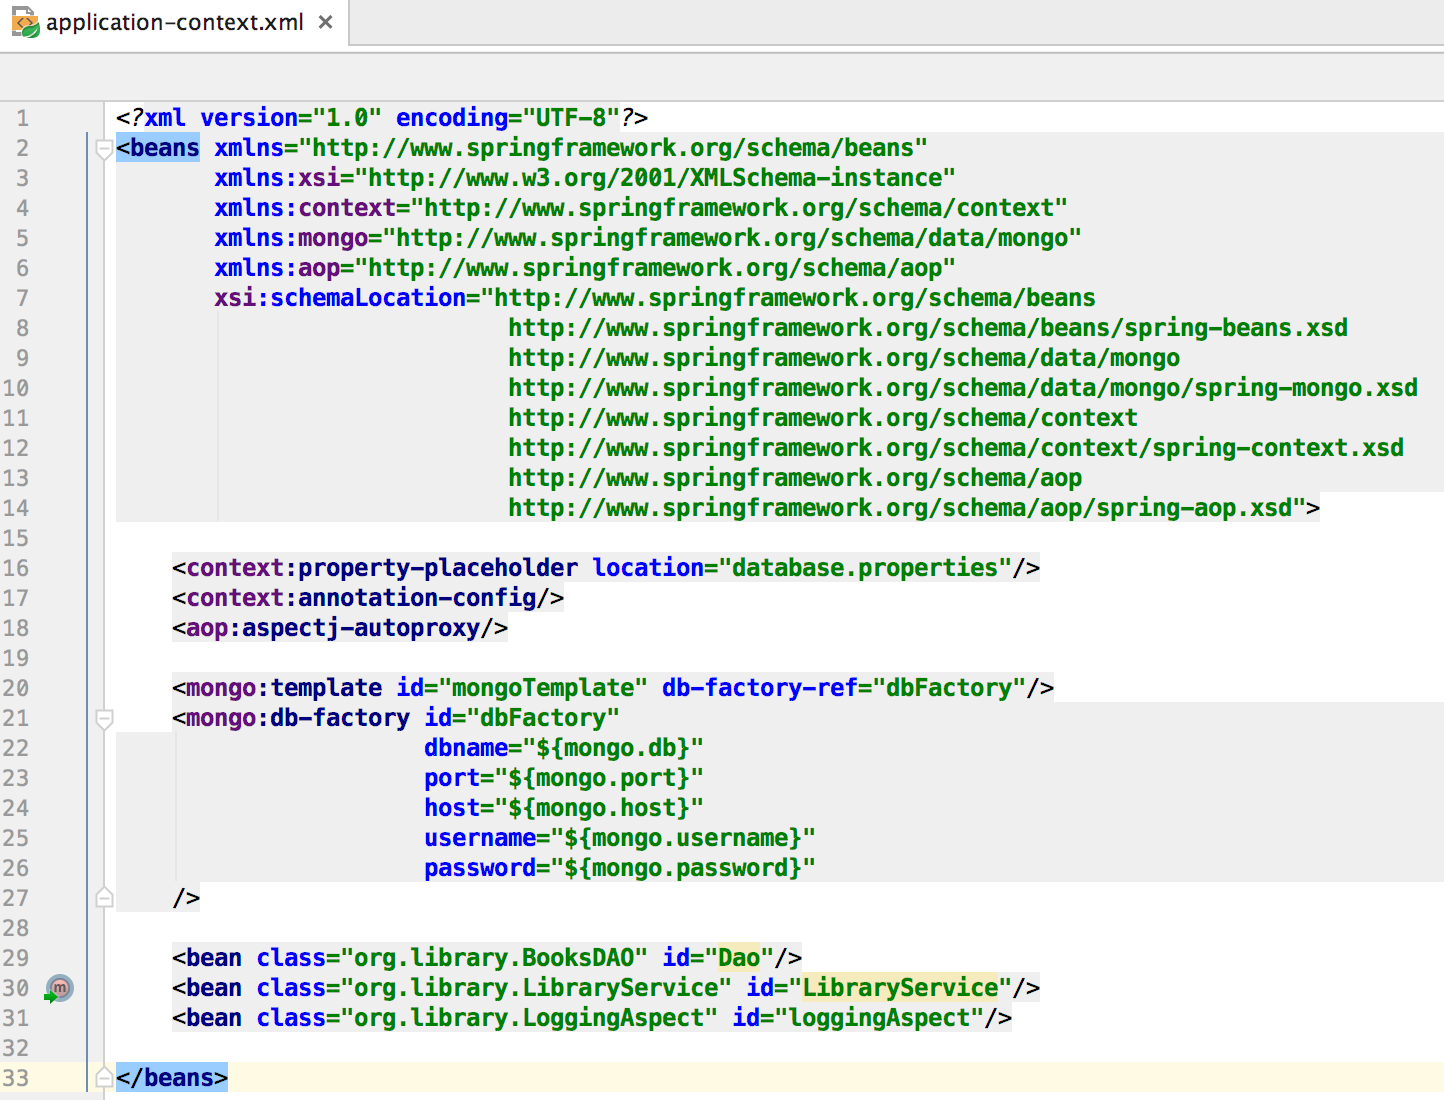 application-context.xml ×
1 <?xml version="1.0" encoding="UTF-8"?>
2 <beans xmlns="http://www.springframework.org/schema/beans"
3 xmlns:xsi="http://www.w3.org/2001/XMLSchema-instance"
4 xmlns:context="http://www.springframework.org/schema/context"
5 xmlns:mongo="http://www.springframework.org/schema/data/mongo"
6 xmlns:aop="http://www.springframework.org/schema/aop"
7 xsi:schemaLocation="http://www.springframework.org/schema/beans
8 http://www.springframework.org/schema/beans/spring-beans.xsd
9 http://www.springframework.org/schema/data/mongo
10 http://www.springframework.org/schema/data/mongo/spring-mongo.xsd
11 http://www.springframework.org/schema/context
12 http://www.springframework.org/schema/context/spring-context.xsd
13 http://www.springframework.org/schema/aop
14 http://www.springframework.org/schema/aop/spring-aop.xsd">
15
16 <context:property-placeholder location="database.properties"/>
17 <context:annotation-config/>
18 <aop:aspectj-autoproxy/>
19
20 <mongo:template id="mongoTemplate" db-factory-ref="dbFactory"/>
21 <mongo:db-factory id="dbFactory"
22 dbname="${mongo.db}"
23 port="${mongo.port}"
24 host="${mongo.host}"
25 username="${mongo.username}"
26 password="${mongo.password}"
27 />
28
29 <bean class="org.library.BooksDAO" id="Dao"/>
30 m <bean class="org.library.LibraryService" id="LibraryService"/>
31 <bean class="org.library.LoggingAspect" id="loggingAspect"/>
32
33 </beans>